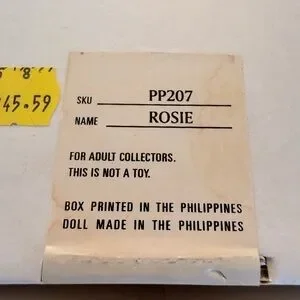 45.59
SKU PP207
NAME ROSIE
FOR ADULT COLLECTORS.
THIS IS NOT A TOY.
BOX PRINTED IN THE PHILIPPINES
DOLL MADE IN THE PHILIPPINES